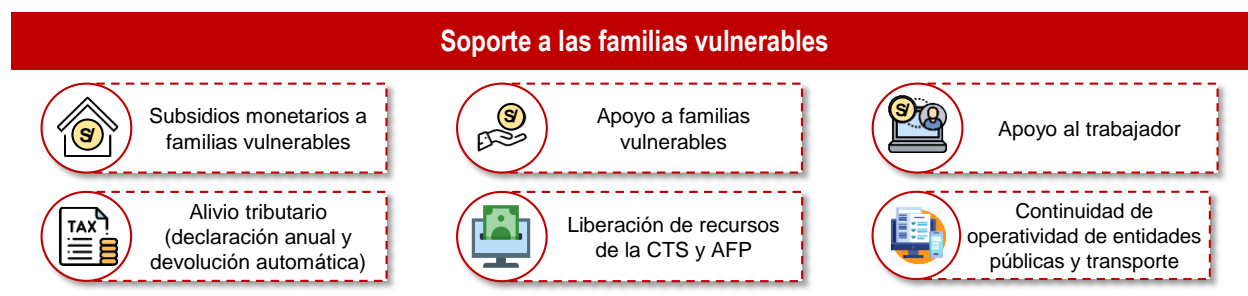 Soporte a las familias vulnerables
Subsidios monetarios a
familias vulnerables
Apoyo a familias
vulnerables
Apoyo al trabajador
Alivio tributario
(declaración anual y
devolución automática)
Liberación de recursos
de la CTS y AFP
Continuidad de
operatividad de entidades
públicas y transporte
S/
S/
S/
TAX